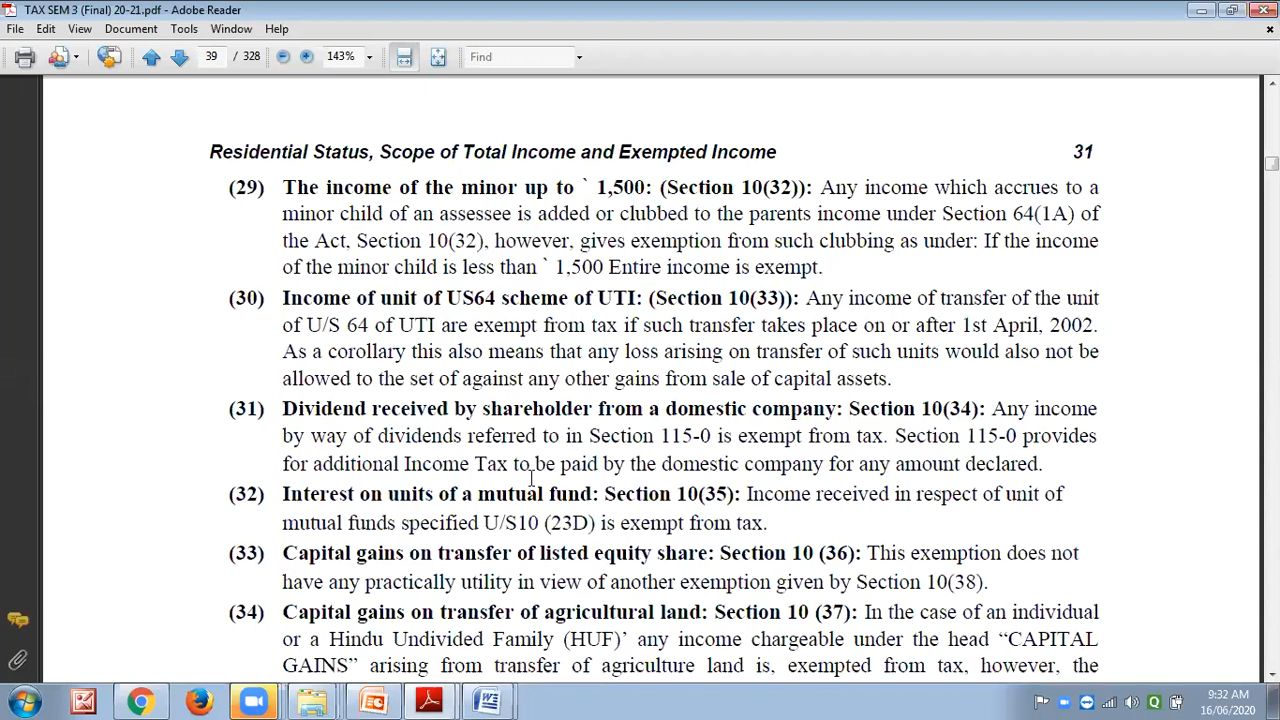 TAX SEM 3 (Final) 20-21.pdf - Adobe Reader
File Edit View Document Tools Window Help
39 / 328 143% Find
Residential Status, Scope of Total Income and Exempted Income 31
(29) The income of the minor up to ` 1,500: (Section 10(32)): Any income which accrues to a
minor child of an assessee is added or clubbed to the parents income under Section 64(1A) of
the Act, Section 10(32), however, gives exemption from such clubbing as under: If the income
of the minor child is less than ` 1,500 Entire income is exempt.
(30) Income of unit of US64 scheme of UTI: (Section 10(33)): Any income of transfer of the unit
of U/S 64 of UTI are exempt from tax if such transfer takes place on or after 1st April, 2002.
As a corollary this also means that any loss arising on transfer of such units would also not be
allowed to the set of against any other gains from sale of capital assets.
(31) Dividend received by shareholder from a domestic company: Section 10(34): Any income
by way of dividends referred to in Section 115-0 is exempt from tax. Section 115-0 provides
for additional Income Tax to be paid by the domestic company for any amount declared.
(32) Interest on units of a mutual fund: Section 10(35): Income received in respect of unit of
mutual funds specified U/S10 (23D) is exempt from tax.
(33) Capital gains on transfer of listed equity share: Section 10 (36): This exemption does not
have any practically utility in view of another exemption given by Section 10(38).
(34) Capital gains on transfer of agricultural land: Section 10 (37): In the case of an individual
or a Hindu Undivided Family (HUF)’ any income chargeable under the head “CAPITAL
GAINS” arising from transfer of agriculture land is, exempted from tax, however, the
9:32 AM
16/06/2020